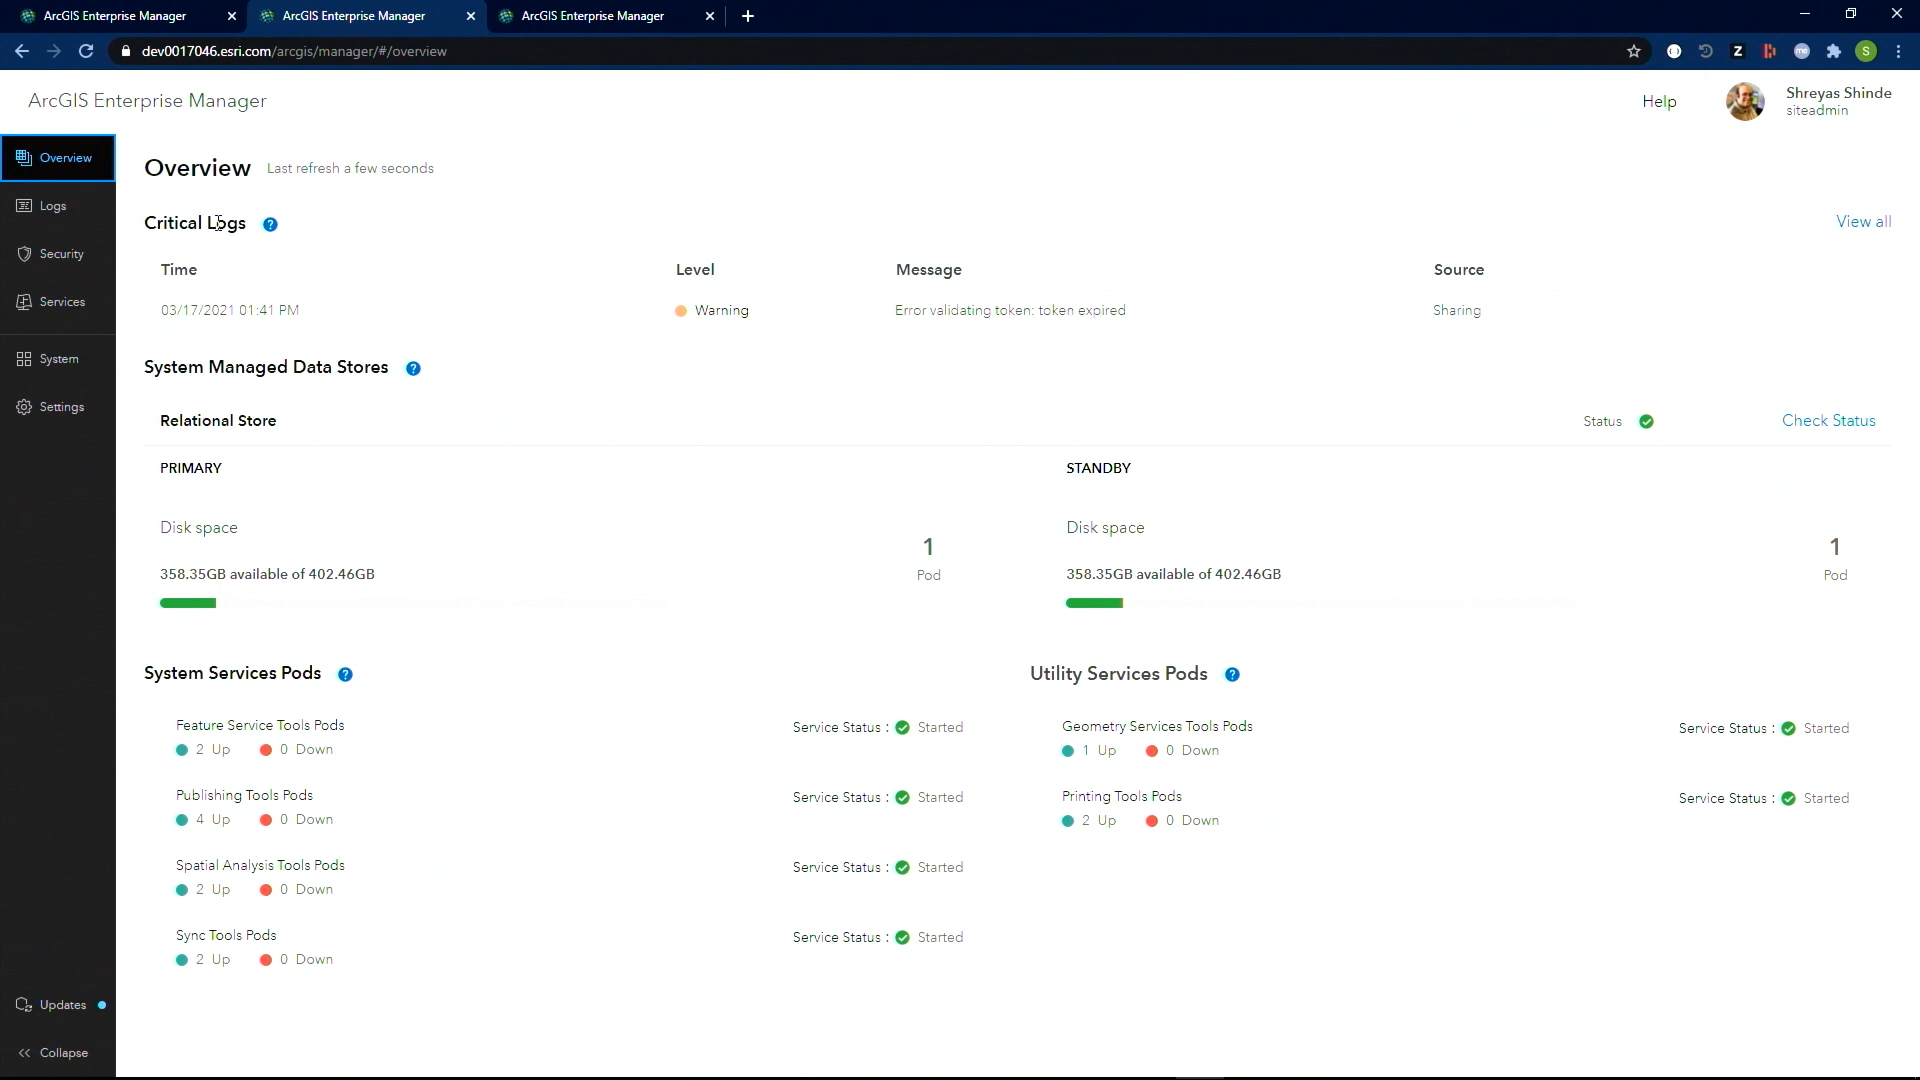 ArcGIS Enterprise Manager
ArcGIS Enterprise Manager
ArcGIS Enterprise Manager
dev0017046.esri.com/arcgis/manager/#/overview
Z
me
S
ArcGIS Enterprise Manager
Help
Shreyas Shinde
siteadmin
Overview
Logs
Security
Services
System
Settings
Updates
Collapse
Overview Last refresh a few seconds
Critical Logs ?
View all
Time Level Message Source
03/17/2021 01:41 PM Warning Error validating token: token expired Sharing
System Managed Data Stores ?
Relational Store Status Check Status
PRIMARY
Disk space
358.35GB available of 402.46GB
1
Pod
STANDBY
Disk space
358.35GB available of 402.46GB
1
Pod
System Services Pods ?
Feature Service Tools Pods
2 Up 0 Down
Service Status : Started
Publishing Tools Pods
4 Up 0 Down
Service Status : Started
Spatial Analysis Tools Pods
2 Up 0 Down
Service Status : Started
Sync Tools Pods
2 Up 0 Down
Service Status : Started
Utility Services Pods ?
Geometry Services Tools Pods
1 Up 0 Down
Service Status : Started
Printing Tools Pods
2 Up 0 Down
Service Status : Started